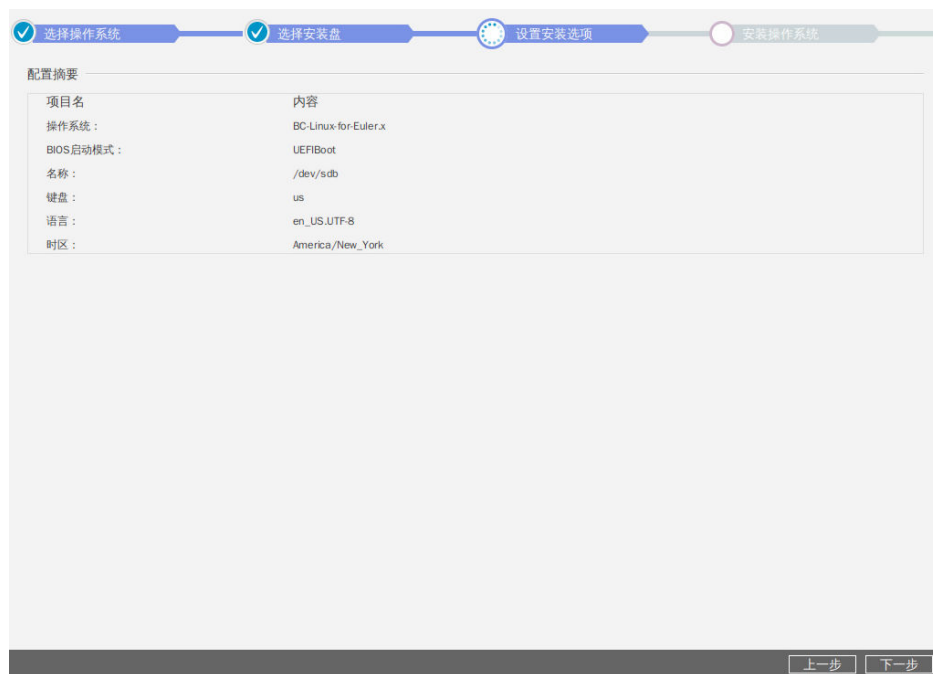 选择操作系统 选择安装盘 设置安装选项 安装操作系统
配置摘要
项目名 内容
操作系统： BC-Linux-for-Euler.x
BIOS启动模式： UEFIBoot
名称： /dev/sdb
键盘： us
语言： en_US.UTF-8
时区： America/New_York
上一步 下一步